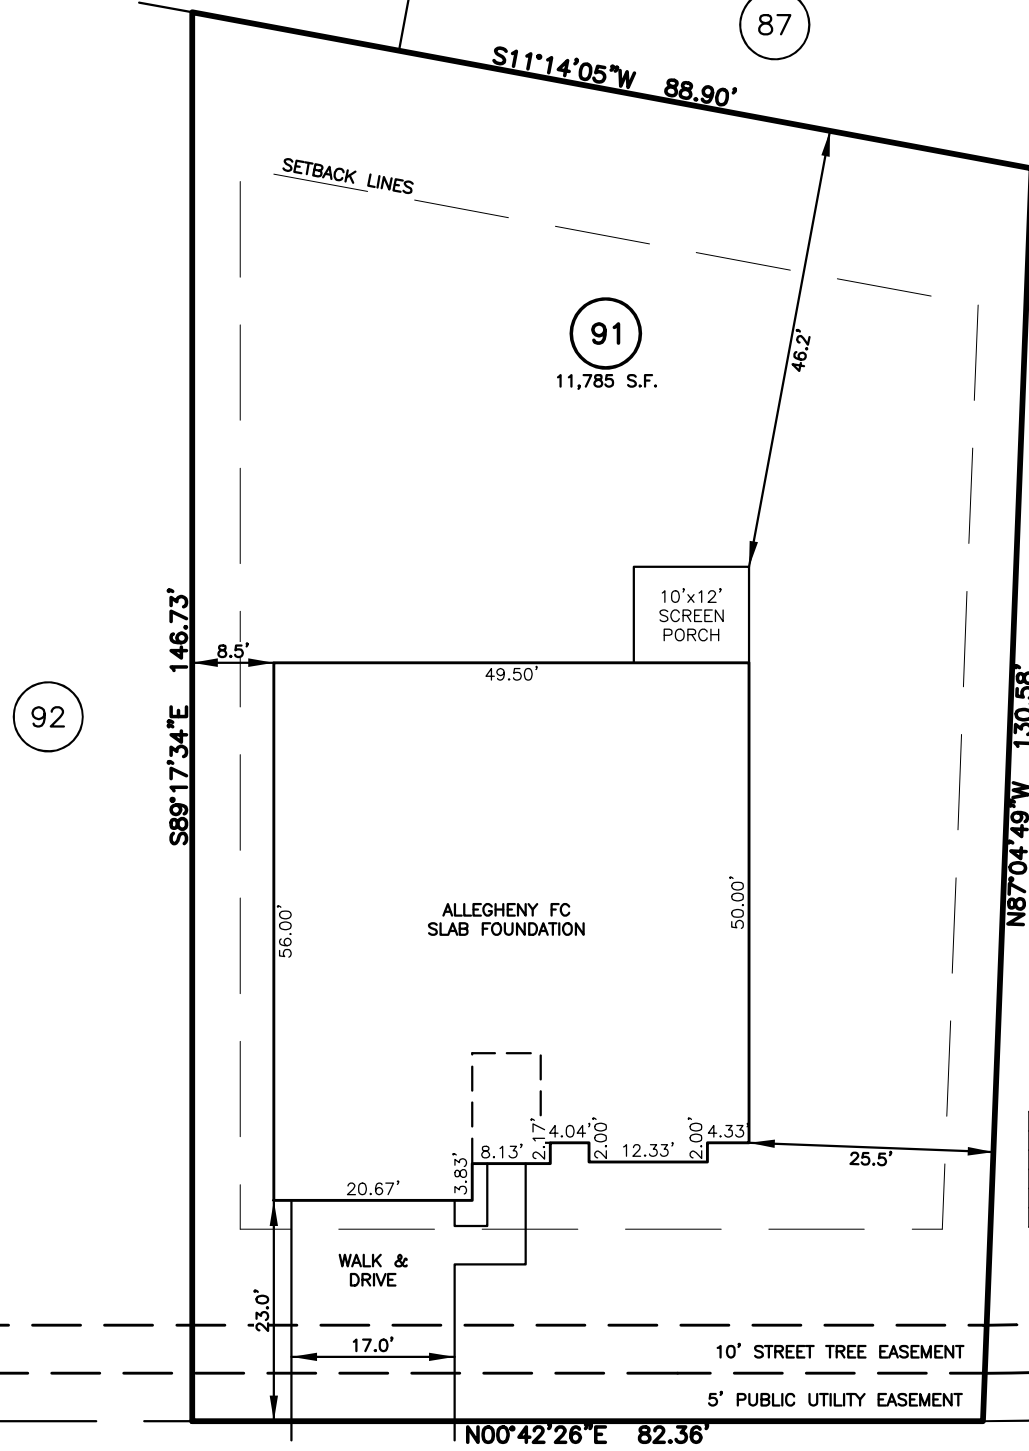 87
S11°14'05"W 88.90'
SETBACK LINES
91
11,785 S.F.
46.2'
10'x12'
SCREEN
PORCH
S89°17'34"E 146.73'
8.5'
49.50'
N87°04'49"W 130.58'
92
56.00'
50.00'
ALLEGHENY FC
SLAB FOUNDATION
20.67'
3.83'
8.13'
2.17'
4.04'
2.00'
12.33'
2.00'
4.33'
25.5'
WALK &
DRIVE
23.0'
17.0'
10' STREET TREE EASEMENT
5' PUBLIC UTILITY EASEMENT
N00°42'26"E 82.36'